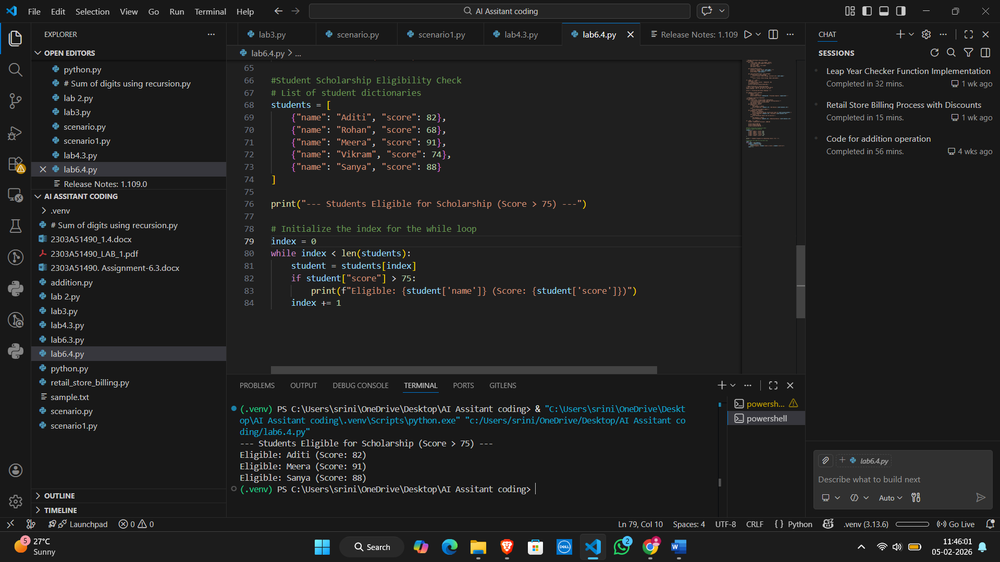 File Edit Selection View Go Run Terminal Help
AI Assitant coding
EXPLORER
OPEN EDITORS
python.py
# Sum of digits using recursion.py
lab 2.py
lab3.py
scenario.py
scenario1.py
lab4.3.py
lab6.4.py
Release Notes: 1.109.0
AI ASSITANT CODING
.venv
# Sum of digits using recursion.py
2303A51490_1.4.docx
2303A51490_LAB_1.pdf
2303A51490. Assignment-6.3.docx
addition.py
lab 2.py
lab3.py
lab4.3.py
lab6.3.py
lab6.4.py
python.py
retail_store_billing.py
sample.txt
scenario.py
scenario1.py
OUTLINE
TIMELINE
lab3.py scenario.py scenario1.py lab4.3.py lab6.4.py Release Notes: 1.109
lab6.4.py > ...
65
66 #Student Scholarship Eligibility Check
67 # List of student dictionaries
68 students = [
69 {"name": "Aditi", "score": 82},
70 {"name": "Rohan", "score": 68},
71 {"name": "Meera", "score": 91},
72 {"name": "Vikram", "score": 74},
73 {"name": "Sanya", "score": 88}
74 ]
75
76 print("--- Students Eligible for Scholarship (Score > 75) ---")
77
78 # Initialize the index for the while loop
79 index = 0
80 while index < len(students):
81 student = students[index]
82 if student["score"] > 75:
83 print(f"Eligible: {student['name']} (Score: {student['score']})")
84 index += 1
PROBLEMS OUTPUT DEBUG CONSOLE TERMINAL PORTS GITLENS
(.venv) PS C:\Users\srini\OneDrive\Desktop\AI Assitant coding> & "C:\Users\srini\OneDrive\Deskt
op\AI Assitant coding\.venv\Scripts\python.exe" "c:/Users/srini/OneDrive/Desktop/AI Assitant co
ding/lab6.4.py"
--- Students Eligible for Scholarship (Score > 75) ---
Eligible: Aditi (Score: 82)
Eligible: Meera (Score: 91)
Eligible: Sanya (Score: 88)
(.venv) PS C:\Users\srini\OneDrive\Desktop\AI Assitant coding>
powersh...
powershell
CHAT
SESSIONS
Leap Year Checker Function Implementation
Completed in 32 mins. 1 wk ago
Retail Store Billing Process with Discounts
Completed in 15 mins. 1 wk ago
Code for addition operation
Completed in 56 mins. 4 wks ago
lab6.4.py
Describe what to build next
Auto
Launchpad 0 0
Ln 79, Col 10 Spaces: 4 UTF-8 CRLF {} Python .venv (3.13.6) Go Live
5
27°C
Sunny
Search
DELL
2
11:46:01
05-02-2026